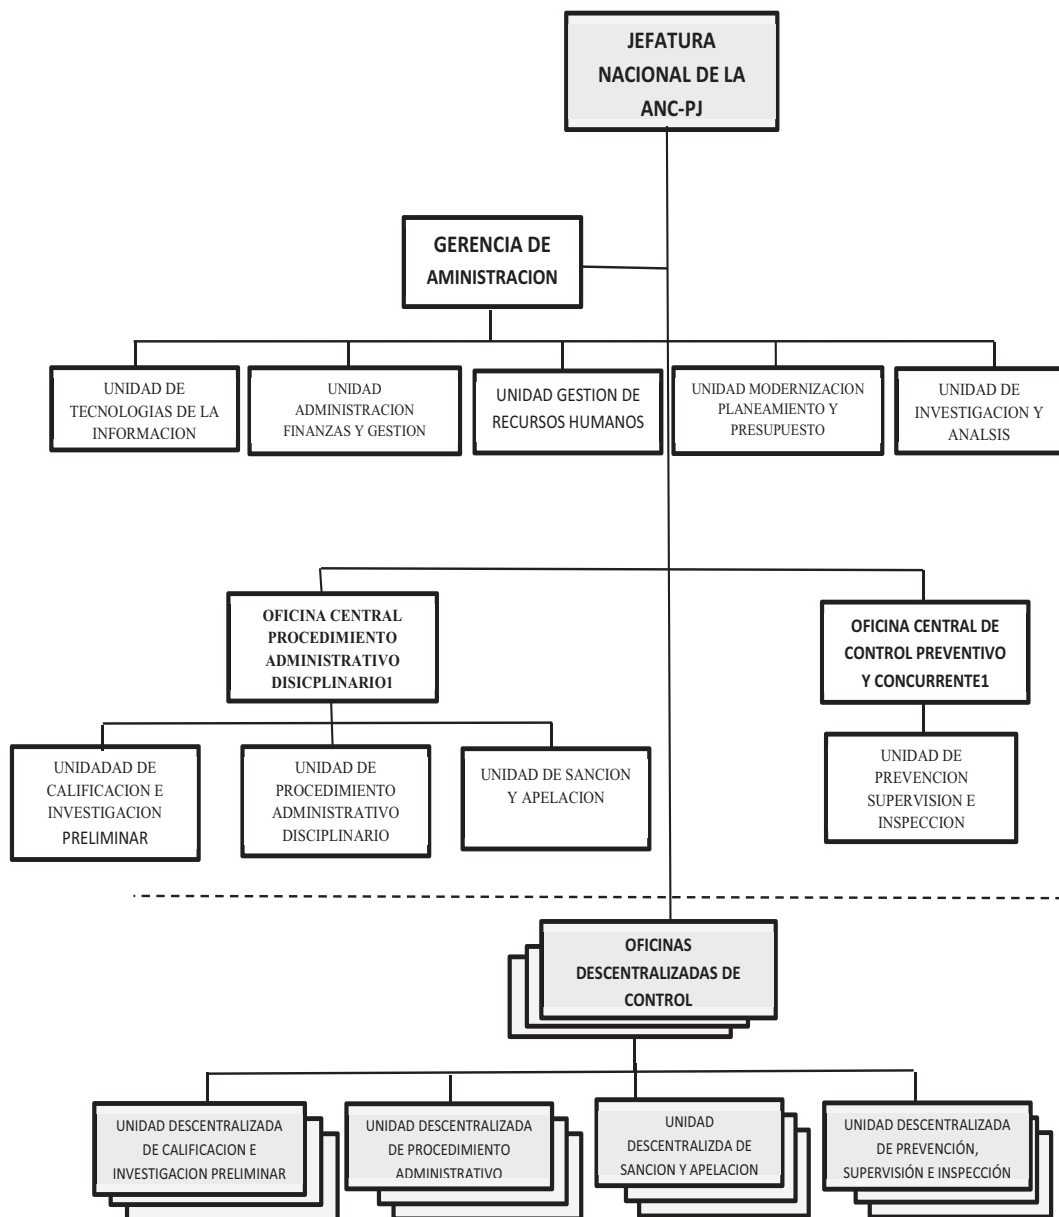 JEFATURA
NACIONAL DE LA
ANC-PJ
GERENCIA DE
AMINISTRACION
UNIDAD DE
TECNOLOGIAS DE LA
INFORMACION
UNIDAD
ADMINISTRACION
FINANZAS Y GESTION
UNIDAD GESTION DE
RECURSOS HUMANOS
UNIDAD MODERNIZACION
PLANEAMIENTO Y
PRESUPUESTO
UNIDAD DE
INVESTIGACION Y
ANALSIS
OFICINA CENTRAL
PROCEDIMIENTO
ADMINISTRATIVO
DISICPLINARIO1
OFICINA CENTRAL DE
CONTROL PREVENTIVO
Y CONCURRENTE1
UNIDADAD DE
CALIFICACION E
INVESTIGACION
PRELIMINAR
UNIDAD DE
PROCEDIMIENTO
ADMINISTRATIVO
DISCIPLINARIO
UNIDAD DE SANCION
Y APELACION
UNIDAD DE
PREVENCION
SUPERVISION E
INSPECCION
OFICINAS
DESCENTRALIZADAS DE
CONTROL
UNIDAD DESCENTRALIZADA
DE CALIFICACION E
INVESTIGACION PRELIMINAR
UNIDAD DESCENTRALIZADA
DE PROCEDIMIENTO
ADMINISTRATIVO
UNIDAD
DESCENTRALIZDA DE
SANCION Y APELACION
UNIDAD DESCENTRALIZADA
DE PREVENCIÓN,
SUPERVISIÓN E INSPECCIÓN